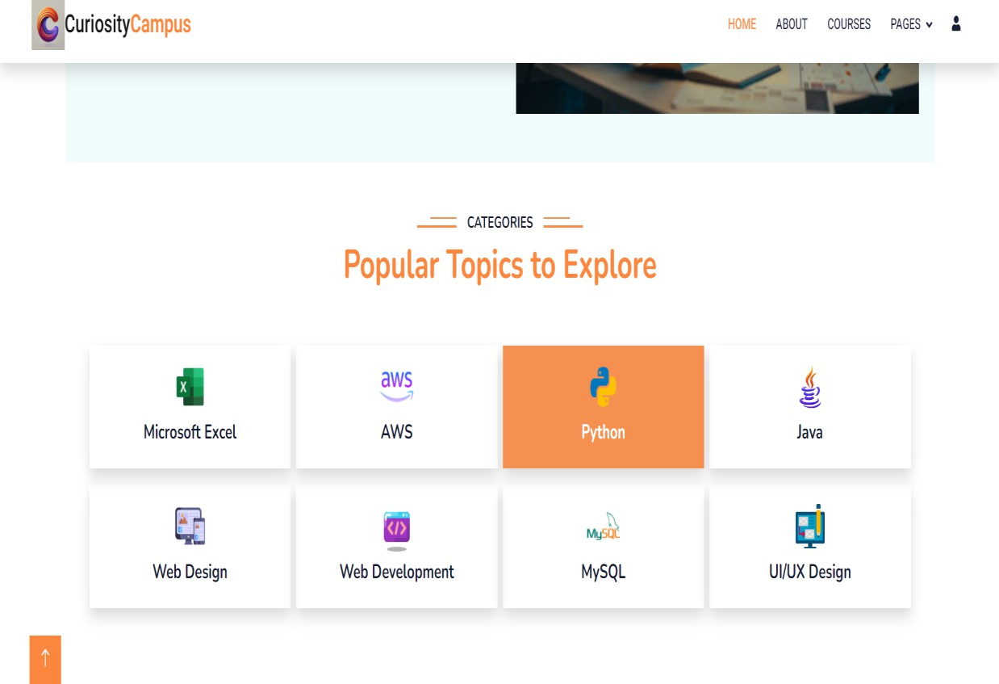 CuriosityCampus
HOME ABOUT COURSES PAGES
CATEGORIES
Popular Topics to Explore
X
aws
Microsoft Excel AWS Python Java
MySQL
Web Design Web Development MySQL UI/UX Design